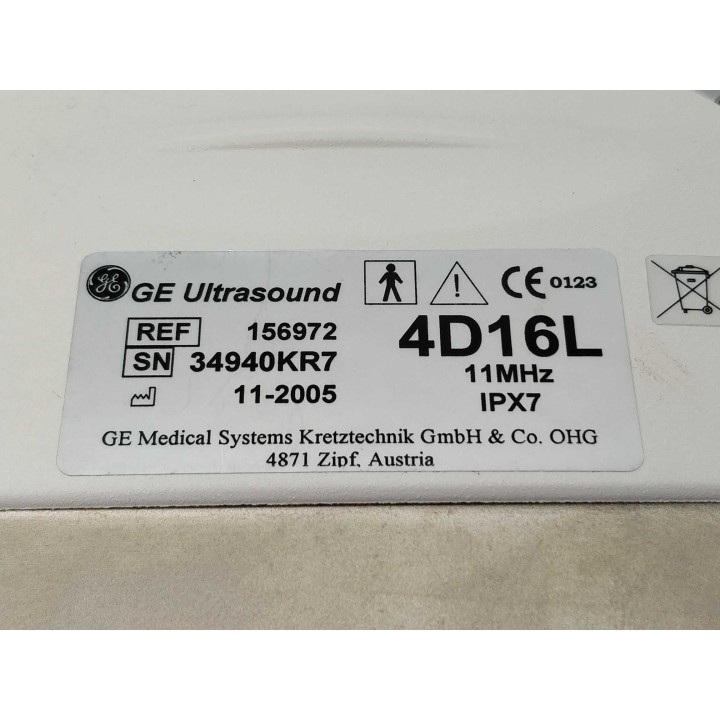 GE GE Ultrasound CE 0123
REF 156972 4D16L
SN 34940KR7 11MHz
11-2005 IPX7
GE Medical Systems Kretztechnik GmbH & Co. OHG
4871 Zipf, Austria